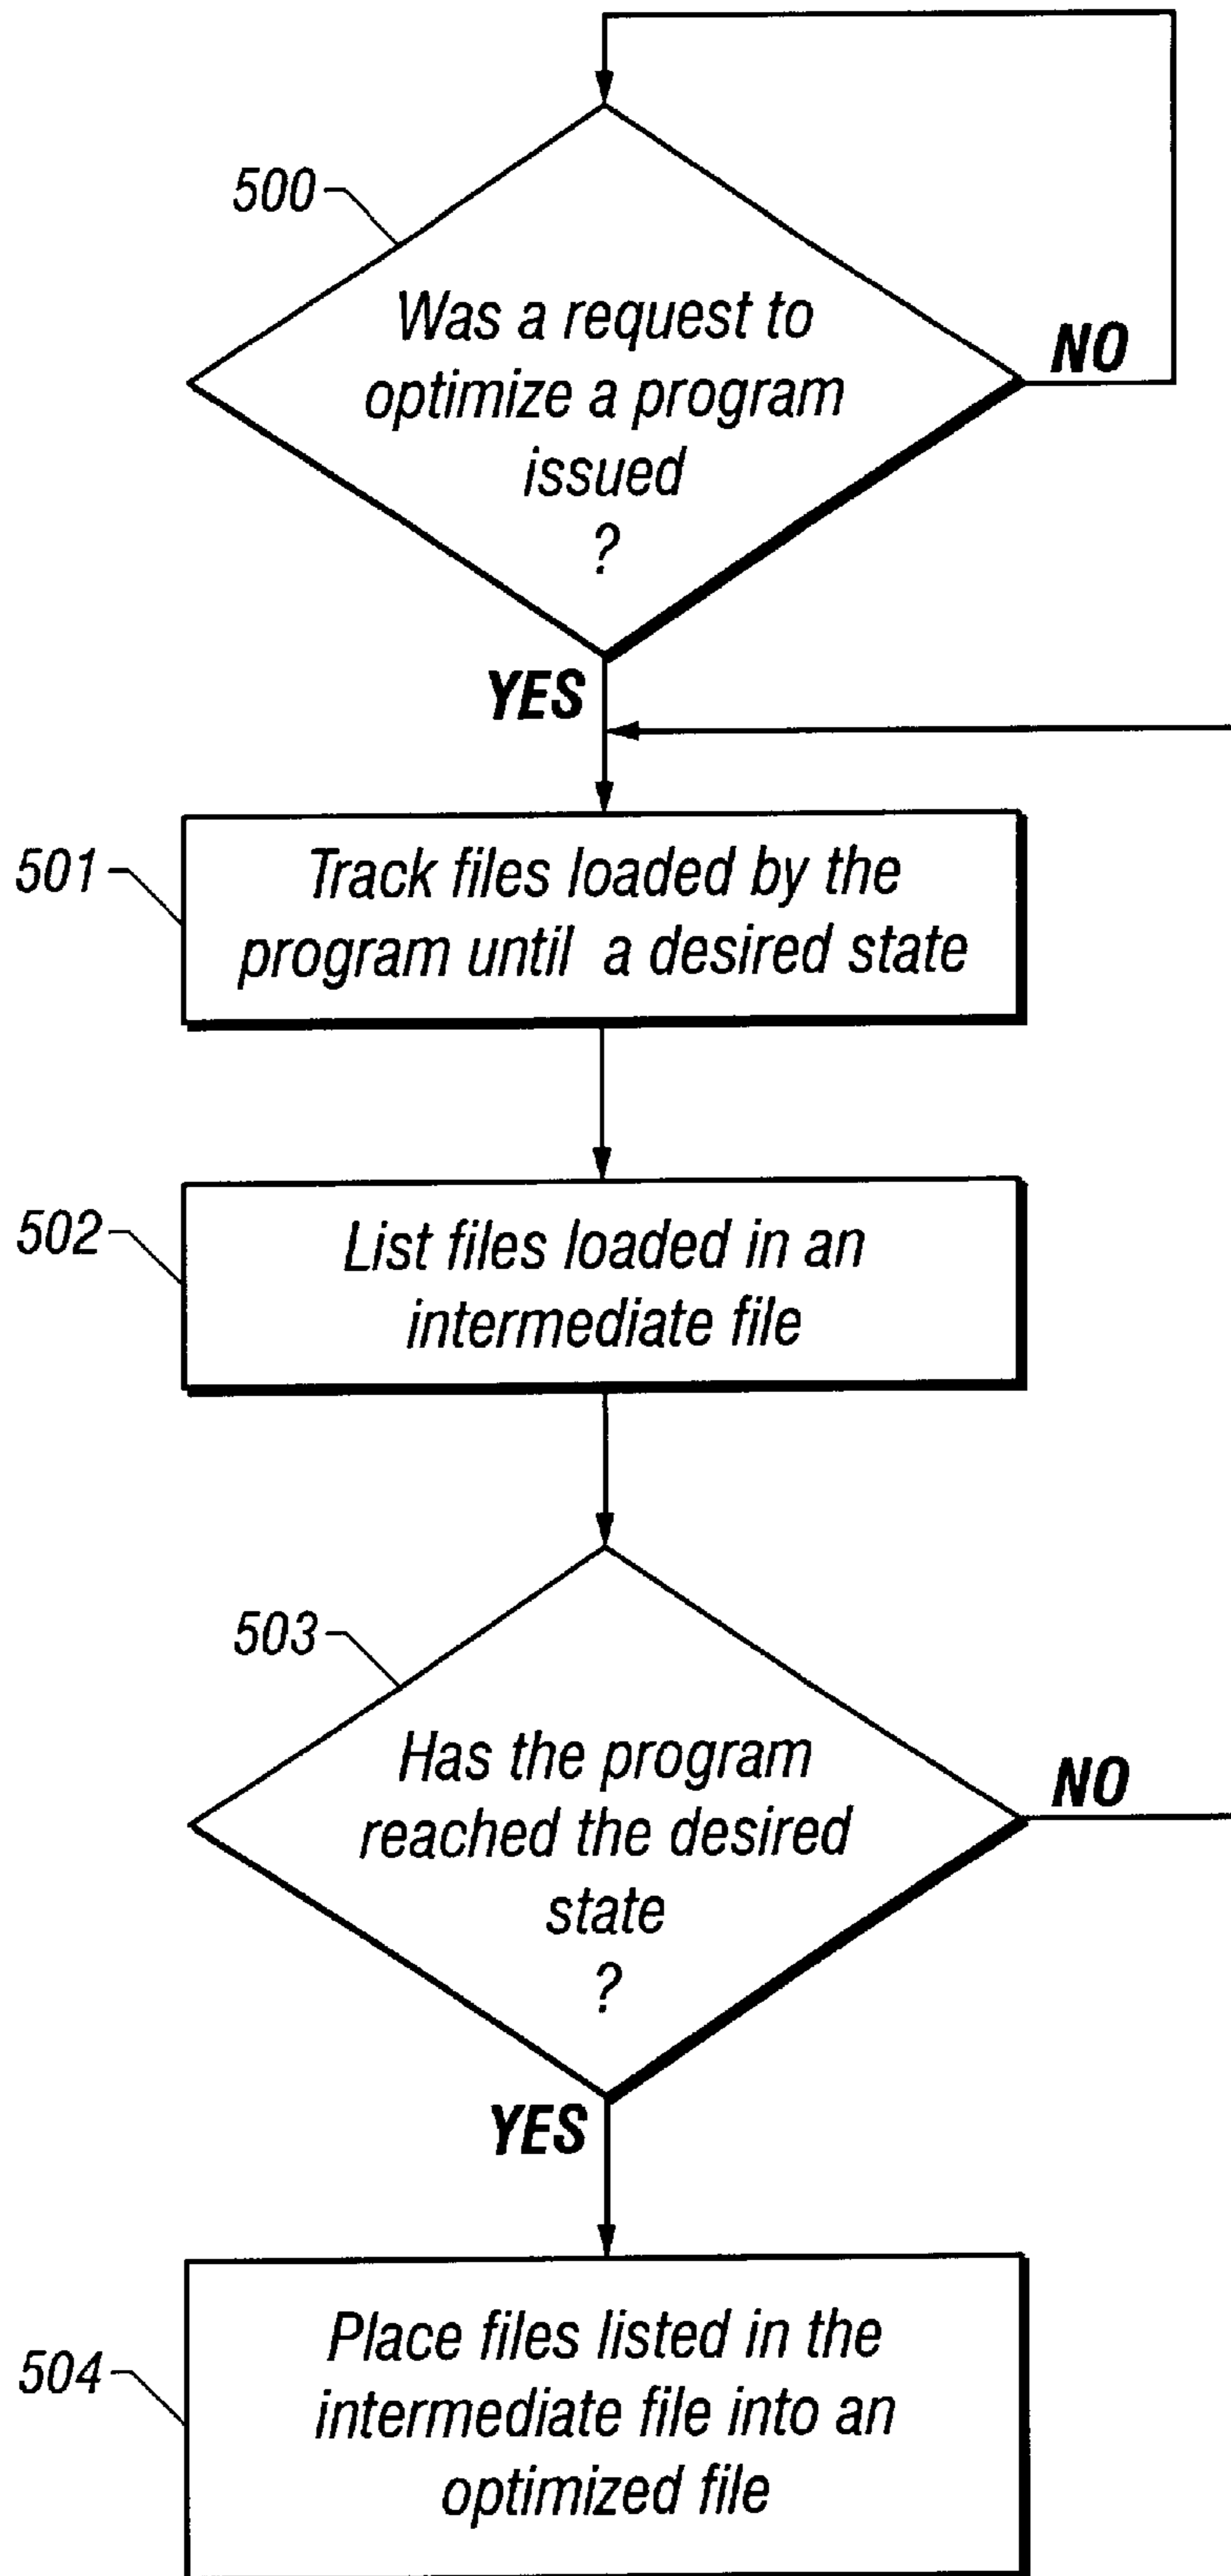 500
Was a request to
optimize a program
issued
?
NO
YES
501
Track files loaded by the
program until a desired state
502
List files loaded in an
intermediate file
503
Has the program
reached the desired
state
?
NO
YES
504
Place files listed in the
intermediate file into an
optimized file